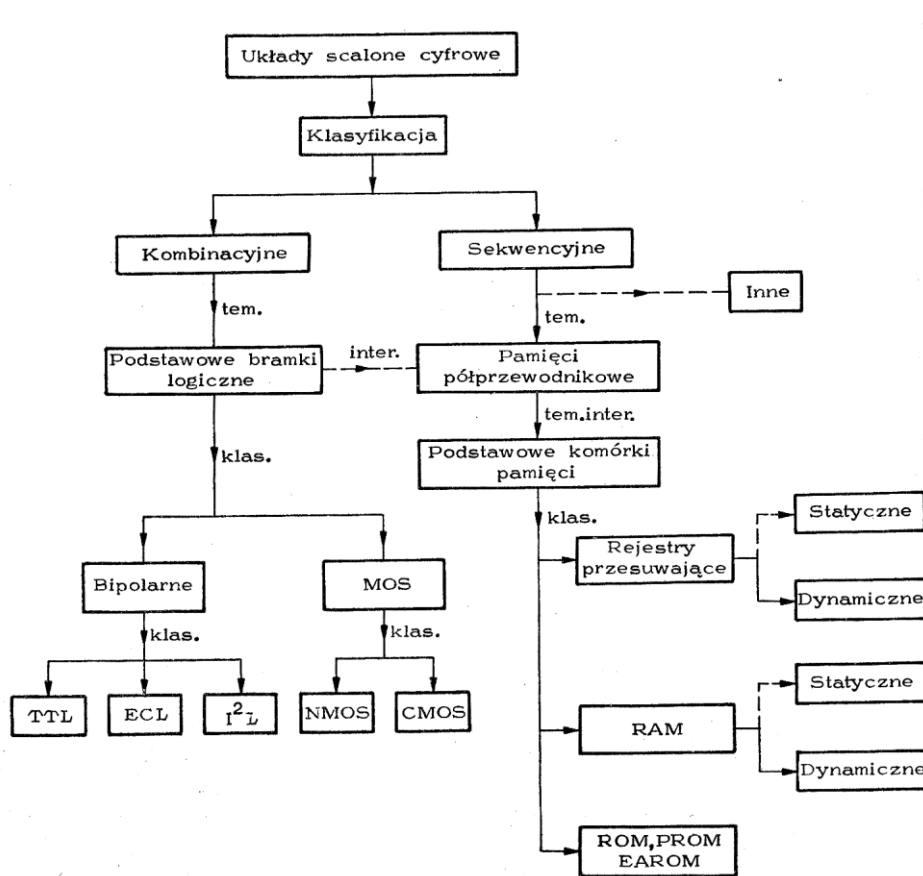 Układy scalone cyfrowe
Klasyfikacja
Kombinacyjne
Sekwencyjne
Inne
tem.
tem.
Podstawowe bramki
logiczne
inter.
Pamięci
półprzewodnikowe
tem.inter.
klas.
Podstawowe komórki
pamięci
klas.
Statyczne
Rejestry
przesuwające
Dynamiczne
Bipolarne
MOS
klas.
klas.
TTL
ECL
I²L
NMOS
CMOS
Statyczne
RAM
Dynamiczne
ROM,PROM
EAROM